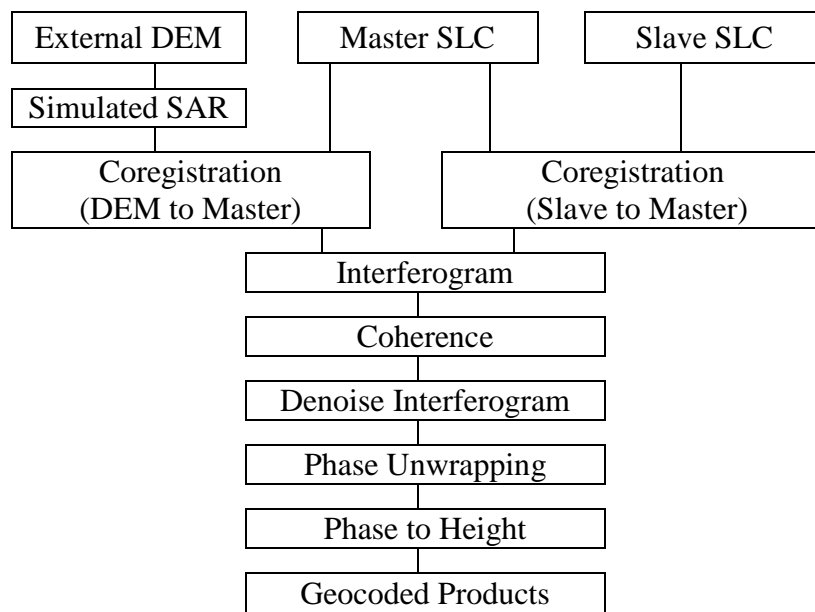 External DEM
Master SLC
Slave SLC
Simulated SAR
Coregistration
(DEM to Master)
Coregistration
(Slave to Master)
Interferogram
Coherence
Denoise Interferogram
Phase Unwrapping
Phase to Height
Geocoded Products